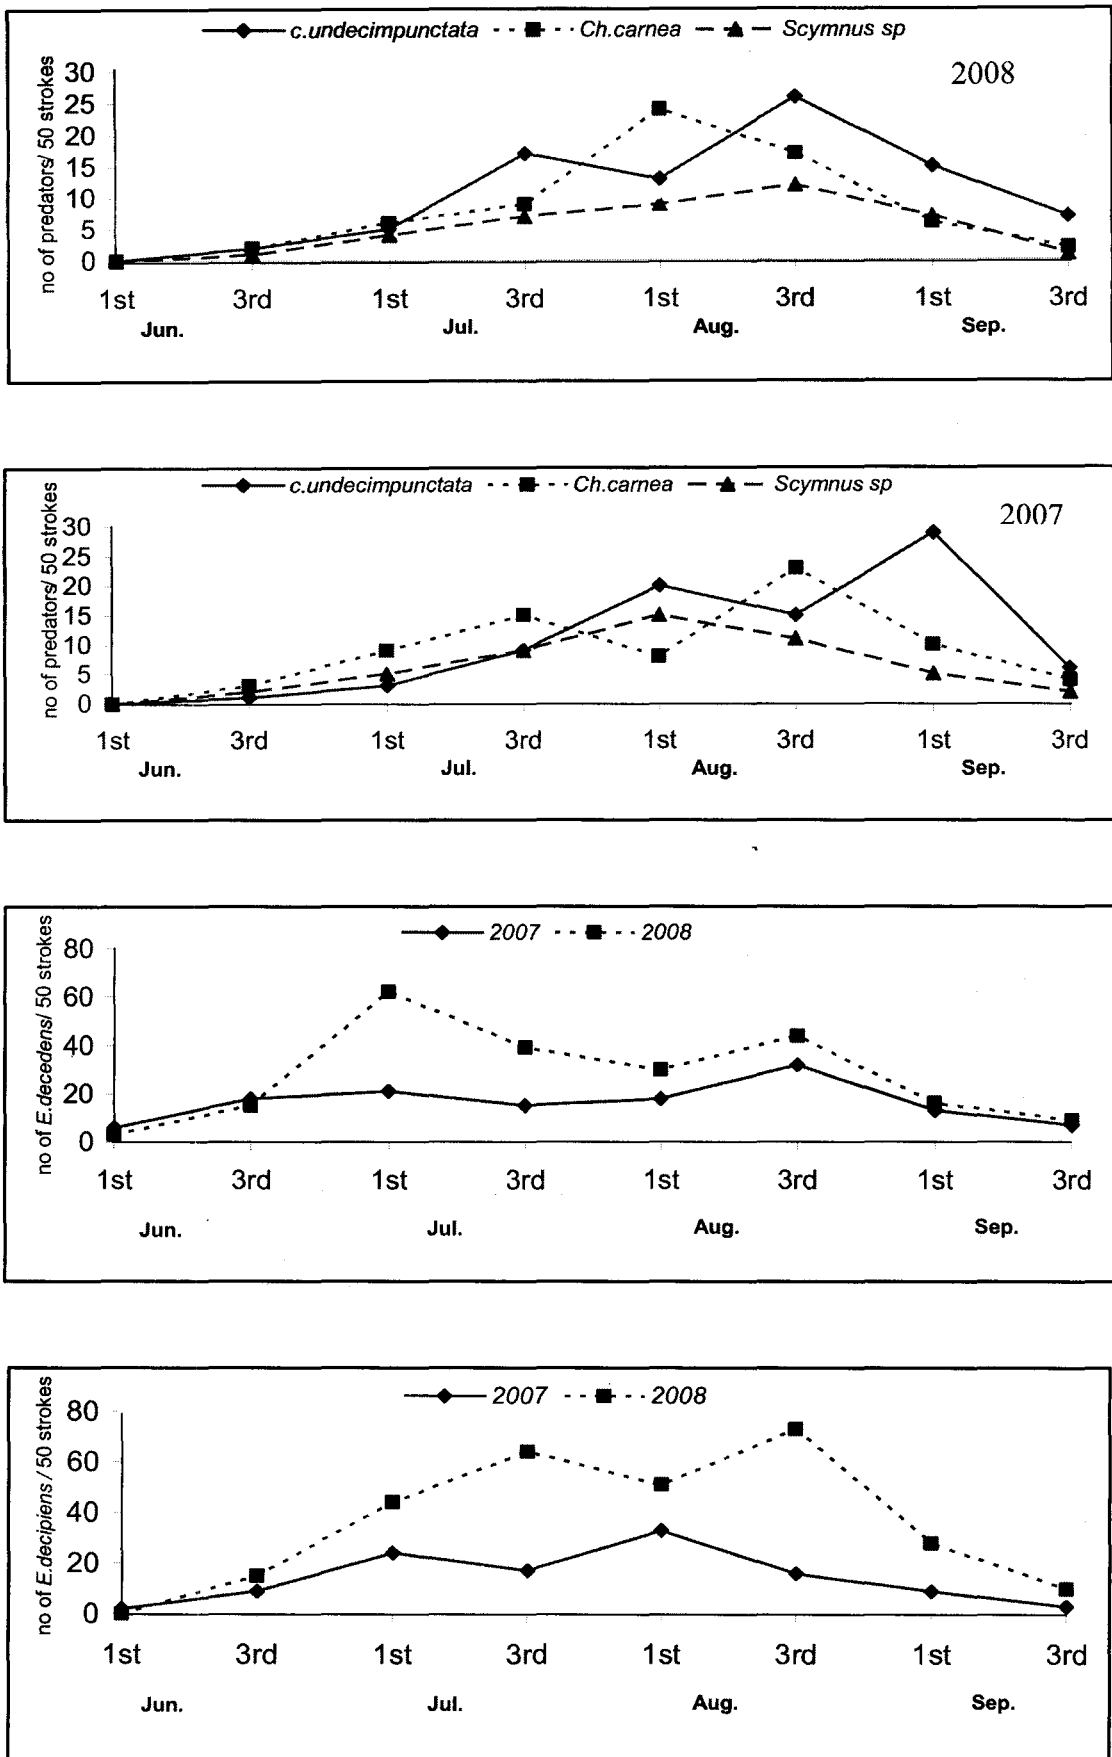 c.undecimpunctata Ch.carnea Scymnus sp
2008
no of predators/ 50 strokes
30
25
20
15
10
5
0
1st 3rd 1st 3rd 1st 3rd 1st 3rd
Jun. Jul. Aug. Sep.
c.undecimpunctata Ch.carnea Scymnus sp
2007
no of predators/ 50 strokes
30
25
20
15
10
5
0
1st 3rd 1st 3rd 1st 3rd 1st 3rd
Jun. Jul. Aug. Sep.
2007 2008
no of E.decedens/ 50 strokes
80
60
40
20
0
1st 3rd 1st 3rd 1st 3rd 1st 3rd
Jun. Jul. Aug. Sep.
2007 2008
no of E.decipiens / 50 strokes
80
60
40
20
0
1st 3rd 1st 3rd 1st 3rd 1st 3rd
Jun. Jul. Aug. Sep.